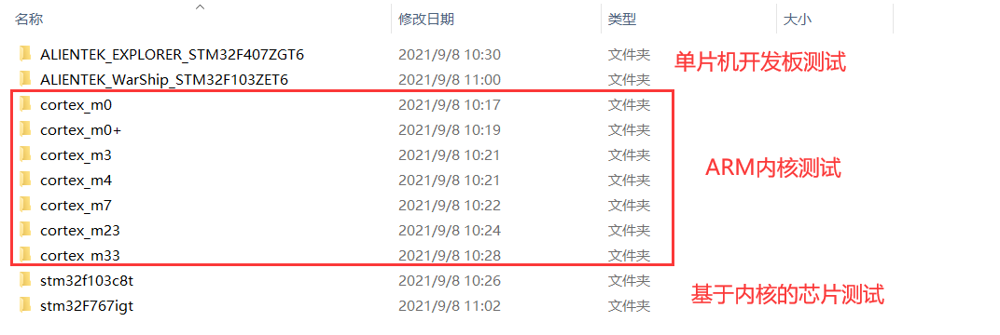 名称 修改日期 类型 大小
ALIENTEK_EXPLORER_STM32F407ZGT6 2021/9/8 10:30 文件夹
单片机开发板测试
ALIENTEK_WarShip_STM32F103ZET6 2021/9/8 11:00 文件夹
cortex_m0 2021/9/8 10:17 文件夹
cortex_m0+ 2021/9/8 10:19 文件夹
cortex_m3 2021/9/8 10:21 文件夹
cortex_m4 2021/9/8 10:21 文件夹
ARM内核测试
cortex_m7 2021/9/8 10:22 文件夹
cortex_m23 2021/9/8 10:24 文件夹
cortex_m33 2021/9/8 10:28 文件夹
stm32f103c8t 2021/9/8 10:26 文件夹
基于内核的芯片测试
stm32F767igt 2021/9/8 11:02 文件夹